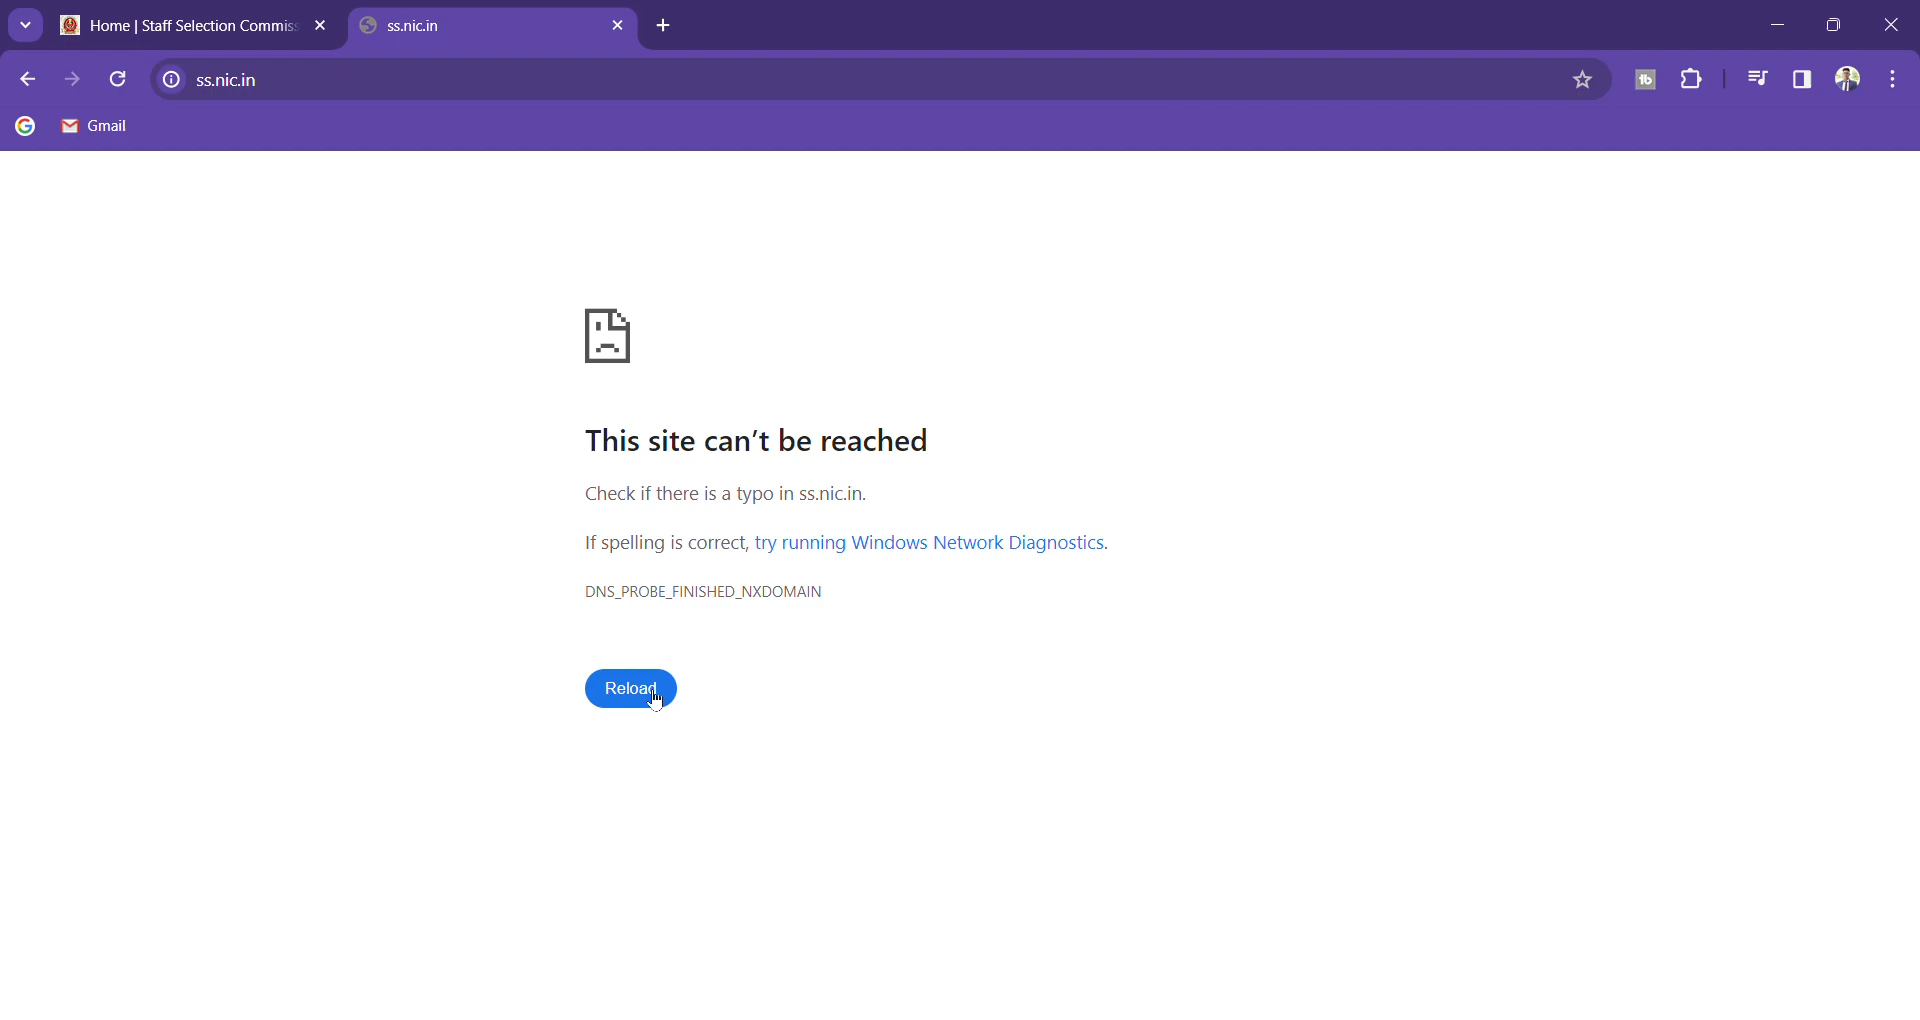 Home | Staff Selection Commiss
ss.nic.in
ss.nic.in
Gmail
This site can't be reached
Check if there is a typo in ss.nic.in.
If spelling is correct, try running Windows Network Diagnostics.
DNS_PROBE_FINISHED_NXDOMAIN
Reload